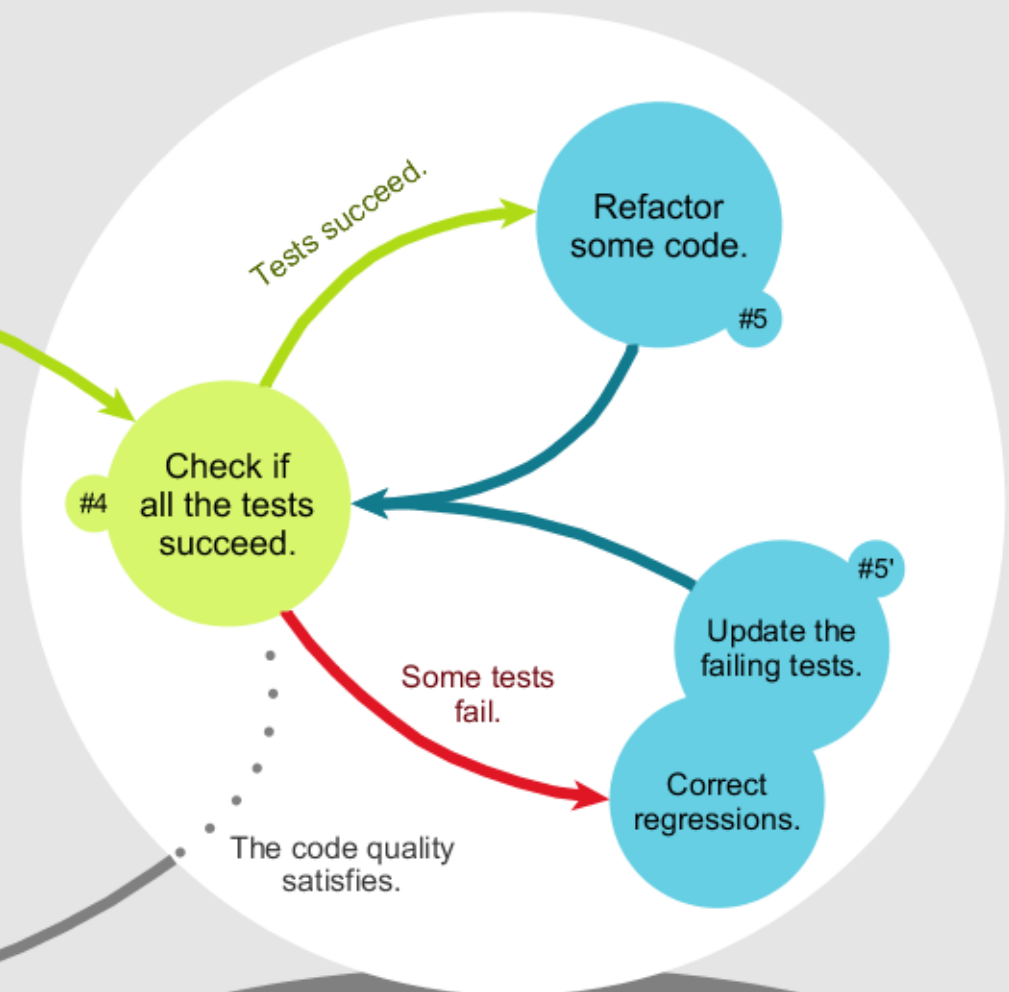 Tests succeed.
Refactor
some code.
#5
Check if
all the tests
succeed.
#4
#5'
Update the
failing tests.
Some tests
fail.
Correct
regressions.
The code quality
satisfies.